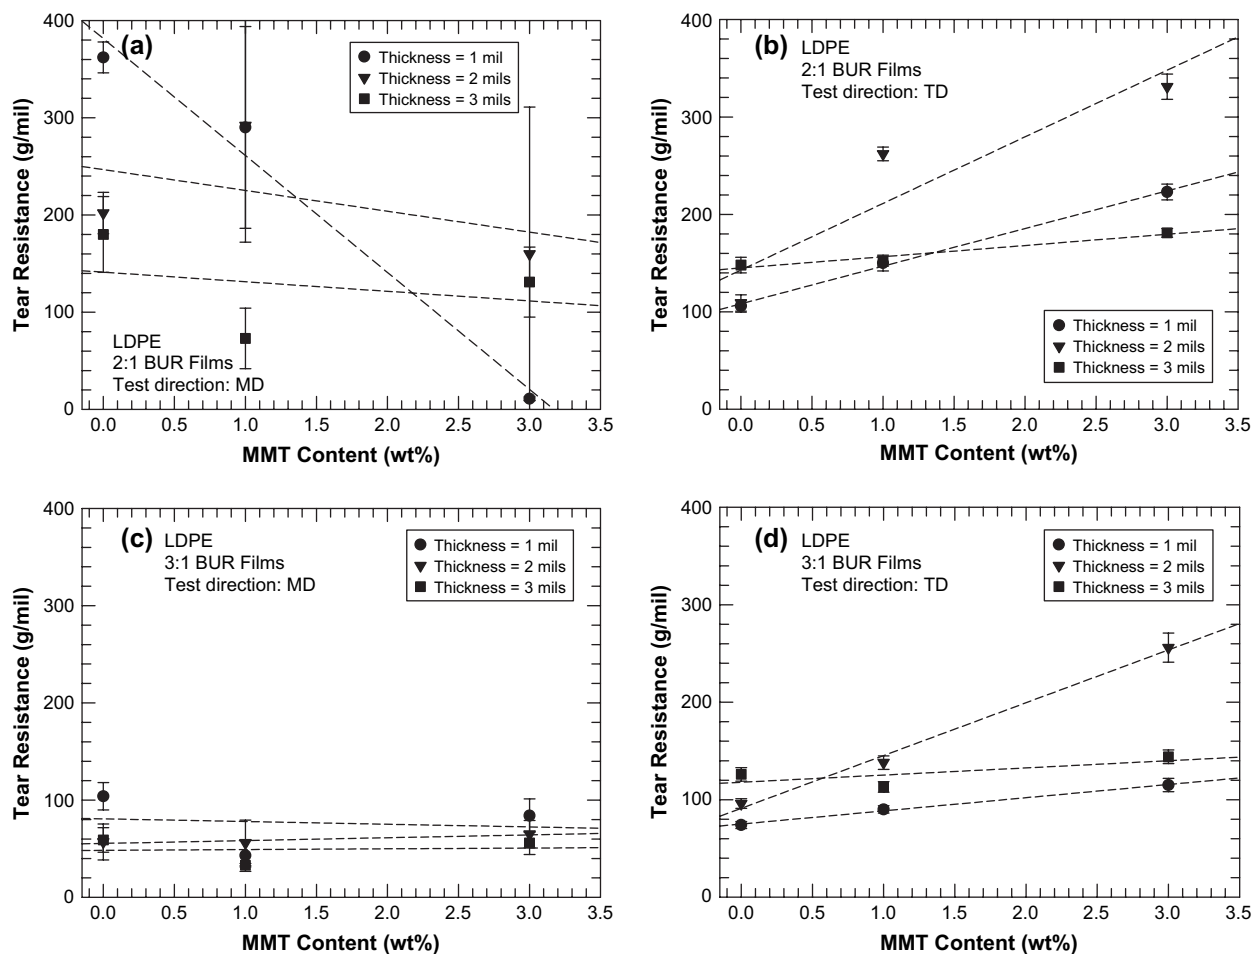 (a)
Thickness = 1 mil
Thickness = 2 mils
Thickness = 3 mils
LDPE
2:1 BUR Films
Test direction: MD
Tear Resistance (g/mil)
400
300
200
100
0
0.0 0.5 1.0 1.5 2.0 2.5 3.0 3.5
MMT Content (wt%)
(b)
LDPE
2:1 BUR Films
Test direction: TD
Thickness = 1 mil
Thickness = 2 mils
Thickness = 3 mils
Tear Resistance (g/mil)
400
300
200
100
0
0.0 0.5 1.0 1.5 2.0 2.5 3.0 3.5
MMT Content (wt%)
(c)
LDPE
3:1 BUR Films
Test direction: MD
Thickness = 1 mil
Thickness = 2 mils
Thickness = 3 mils
Tear Resistance (g/mil)
400
300
200
100
0
0.0 0.5 1.0 1.5 2.0 2.5 3.0 3.5
MMT Content (wt%)
(d)
LDPE
3:1 BUR Films
Test direction: TD
Thickness = 1 mil
Thickness = 2 mils
Thickness = 3 mils
Tear Resistance (g/mil)
400
300
200
100
0
0.0 0.5 1.0 1.5 2.0 2.5 3.0 3.5
MMT Content (wt%)